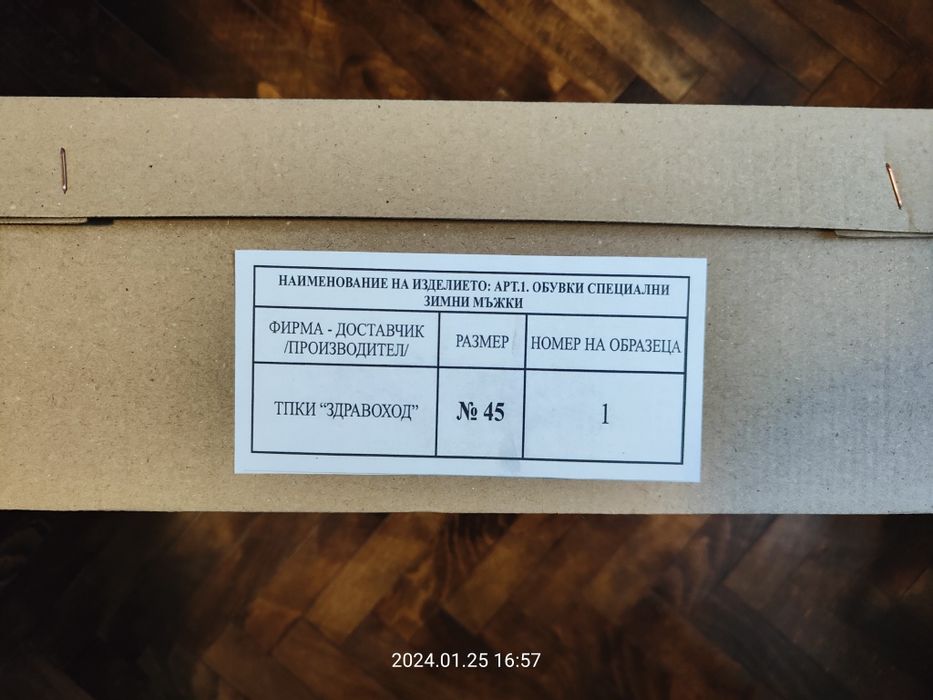 НАИМЕНОВАНИЕ НА ИЗДЕЛИЕТО: АРТ.1. ОБУВКИ СПЕЦИАЛНИ
ЗИМНИ МЪЖКИ
ФИРМА - ДОСТАВЧИК
/ПРОИЗВОДИТЕЛ/
РАЗМЕР
НОМЕР НА ОБРАЗЕЦА
ТПКИ “ЗДРАВОХОД”
№ 45
1
2024.01.25 16:57